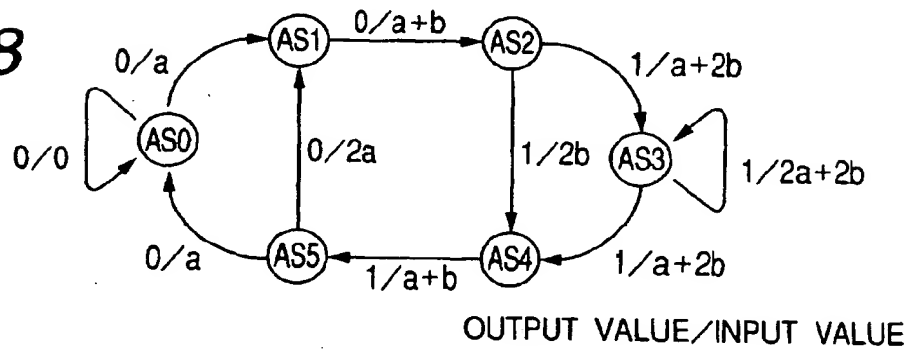 8
0/a
AS1
0/a+b
AS2
1/a+2b
0/0
AS0
0/2a
1/2b
AS3
1/2a+2b
0/a
AS5
1/a+b
AS4
1/a+2b
OUTPUT VALUE/INPUT VALUE